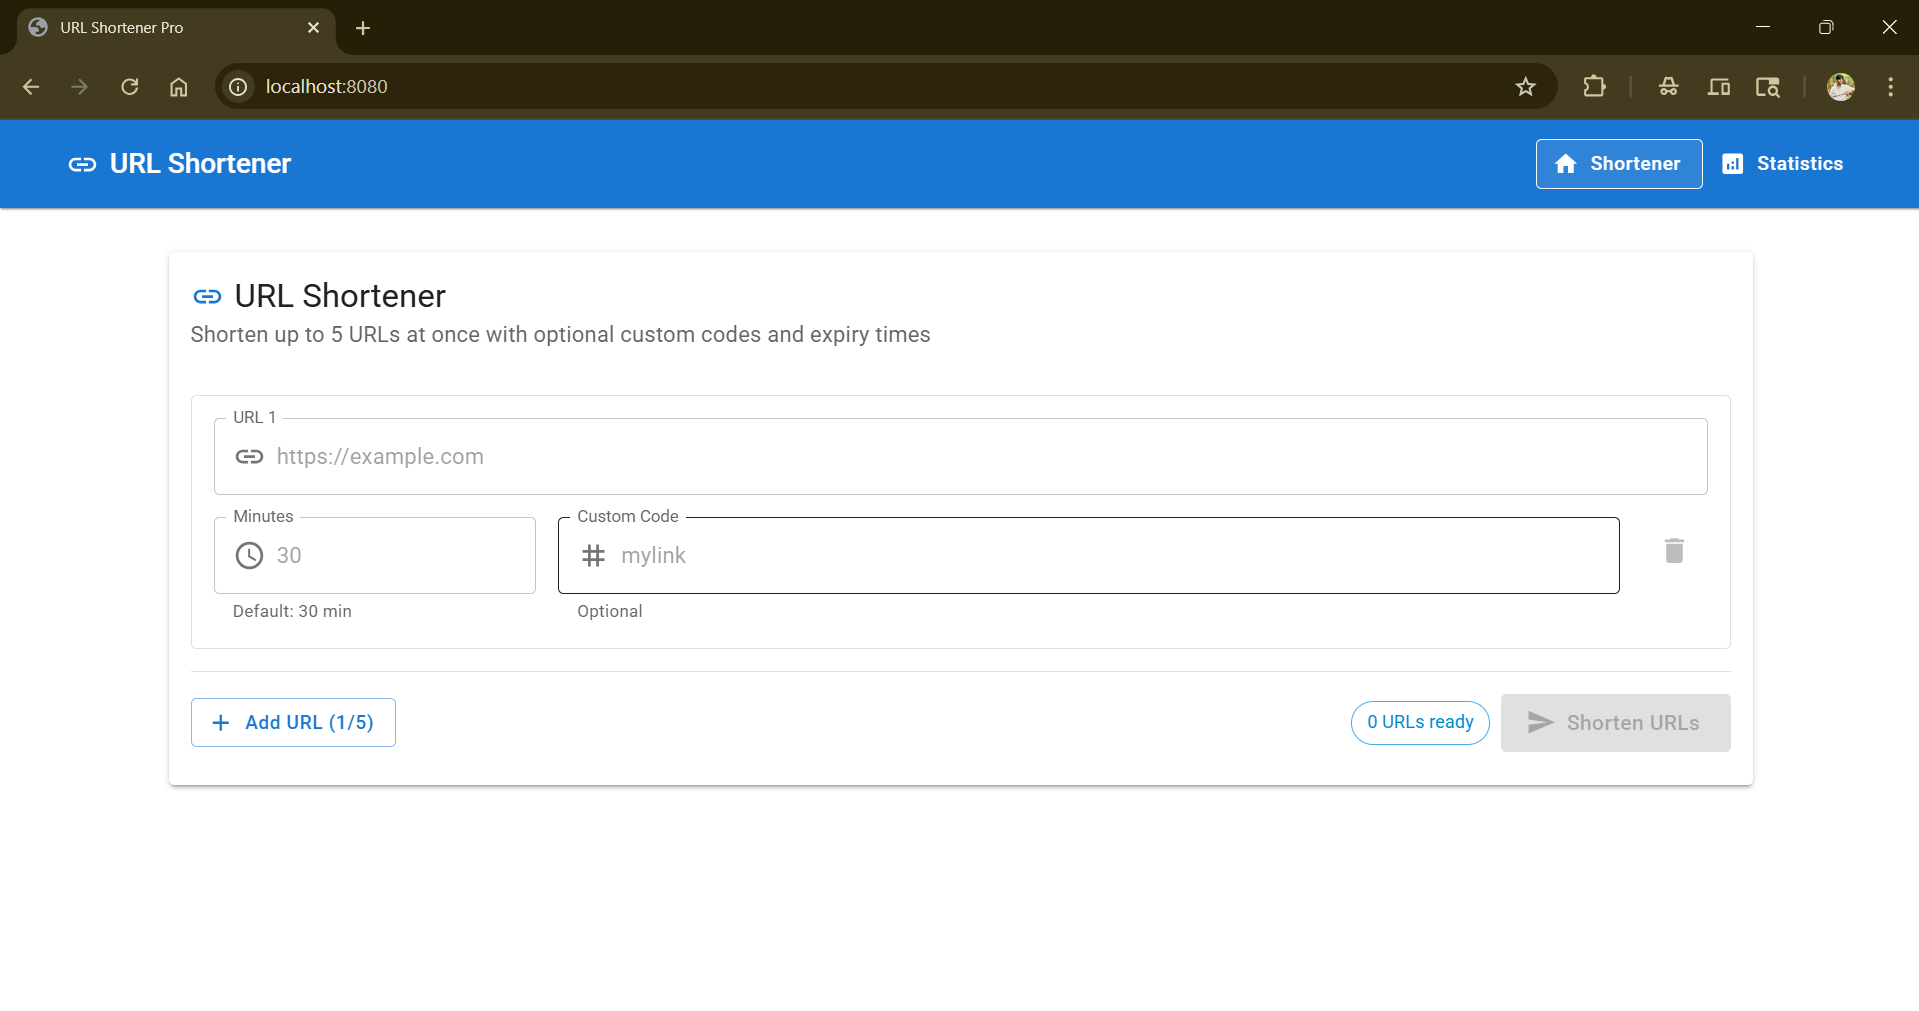 URL Shortener Pro
localhost:8080
URL Shortener
Shortener
Statistics
URL Shortener
Shorten up to 5 URLs at once with optional custom codes and expiry times
URL 1
https://example.com
Minutes
Custom Code
30
mylink
Default: 30 min
Optional
Add URL (1/5)
0 URLs ready
Shorten URLs